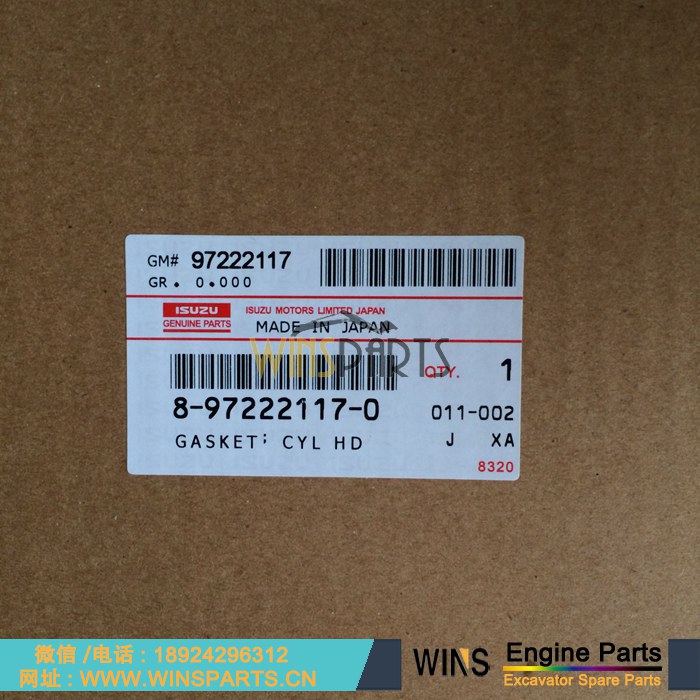 GM# 97222117
GR. 0.000
ISUZU
GENUINE PARTS
ISUZU MOTORS LIMITED JAPAN
MADE IN JAPAN
WINSPARTS
QTY. 1
8-97222117-0
011-002
GASKET; CYL HD
J XA
8320
微信/电话：18924296312
网址：WWW.WINSPARTS.CN
WINS
Engine Parts
Excavator Spare Parts